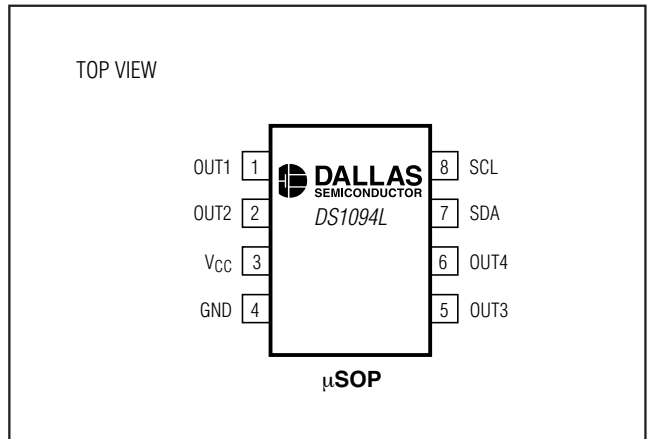 TOP VIEW
OUT1 1
OUT2 2
VCC 3
GND 4
DALLAS
SEMICONDUCTOR
DS1094L
8 SCL
7 SDA
6 OUT4
5 OUT3
μSOP